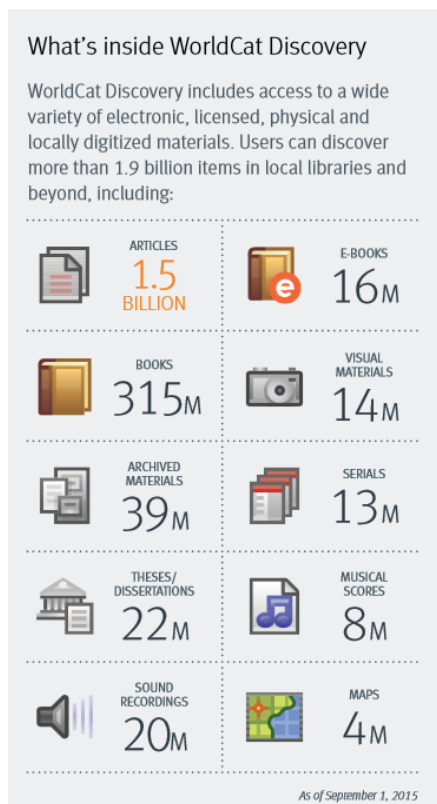 What's inside WorldCat Discovery
WorldCat Discovery includes access to a wide
variety of electronic, licensed, physical and
locally digitized materials. Users can discover
more than 1.9 billion items in local libraries and
beyond, including:
ARTICLES
1.5
BILLION
E-BOOKS
e
16M
BOOKS
315M
VISUAL
MATERIALS
14M
ARCHIVED
MATERIALS
39M
SERIALS
13M
THESES/
DISSERTATIONS
22M
MUSICAL
SCORES
8M
SOUND
RECORDINGS
20M
MAPS
4M
As of September 1, 2015